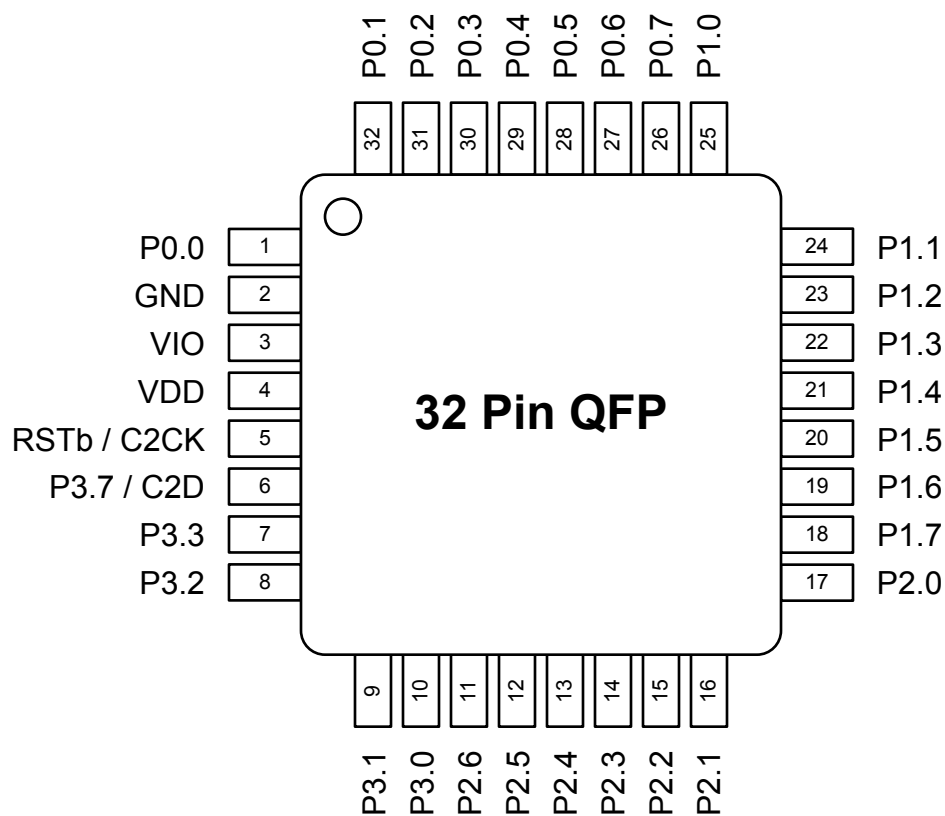 P0.1 P0.2 P0.3 P0.4 P0.5 P0.6 P0.7 P1.0
32 31 30 29 28 27 26 25
P0.0 1
GND 2
VIO 3
VDD 4
RSTb / C2CK 5
P3.7 / C2D 6
P3.3 7
P3.2 8
32 Pin QFP
24 P1.1
23 P1.2
22 P1.3
21 P1.4
20 P1.5
19 P1.6
18 P1.7
17 P2.0
9 10 11 12 13 14 15 16
P3.1 P3.0 P2.6 P2.5 P2.4 P2.3 P2.2 P2.1